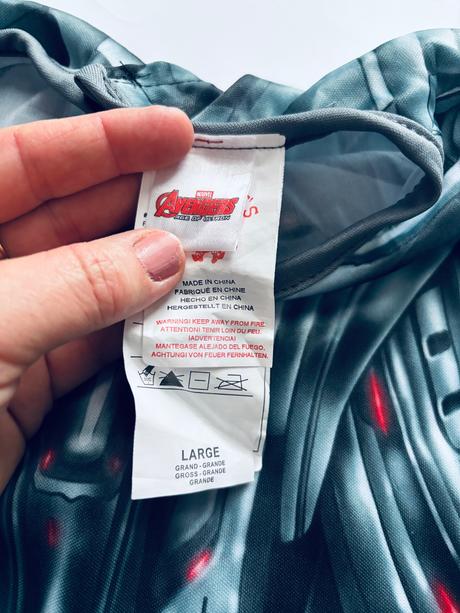 MARVEL
AVENGERS
AGE OF ULTRON
'S
MADE IN CHINA
FABRIQUÉ EN CHINE
HECHO EN CHINA
HERGESTELLT EN CHINA
WARNING! KEEP AWAY FROM FIRE.
ATTENTION! TENIR LOIN DU FEU.
¡ADVERTENCIA!
MANTEGASE ALEJADO DEL FUEGO.
ACHTUNG! VON FEUER FERNHALTEN.
LARGE
GRAND - GRANDE
GROSS - GRANDE
GRANDE